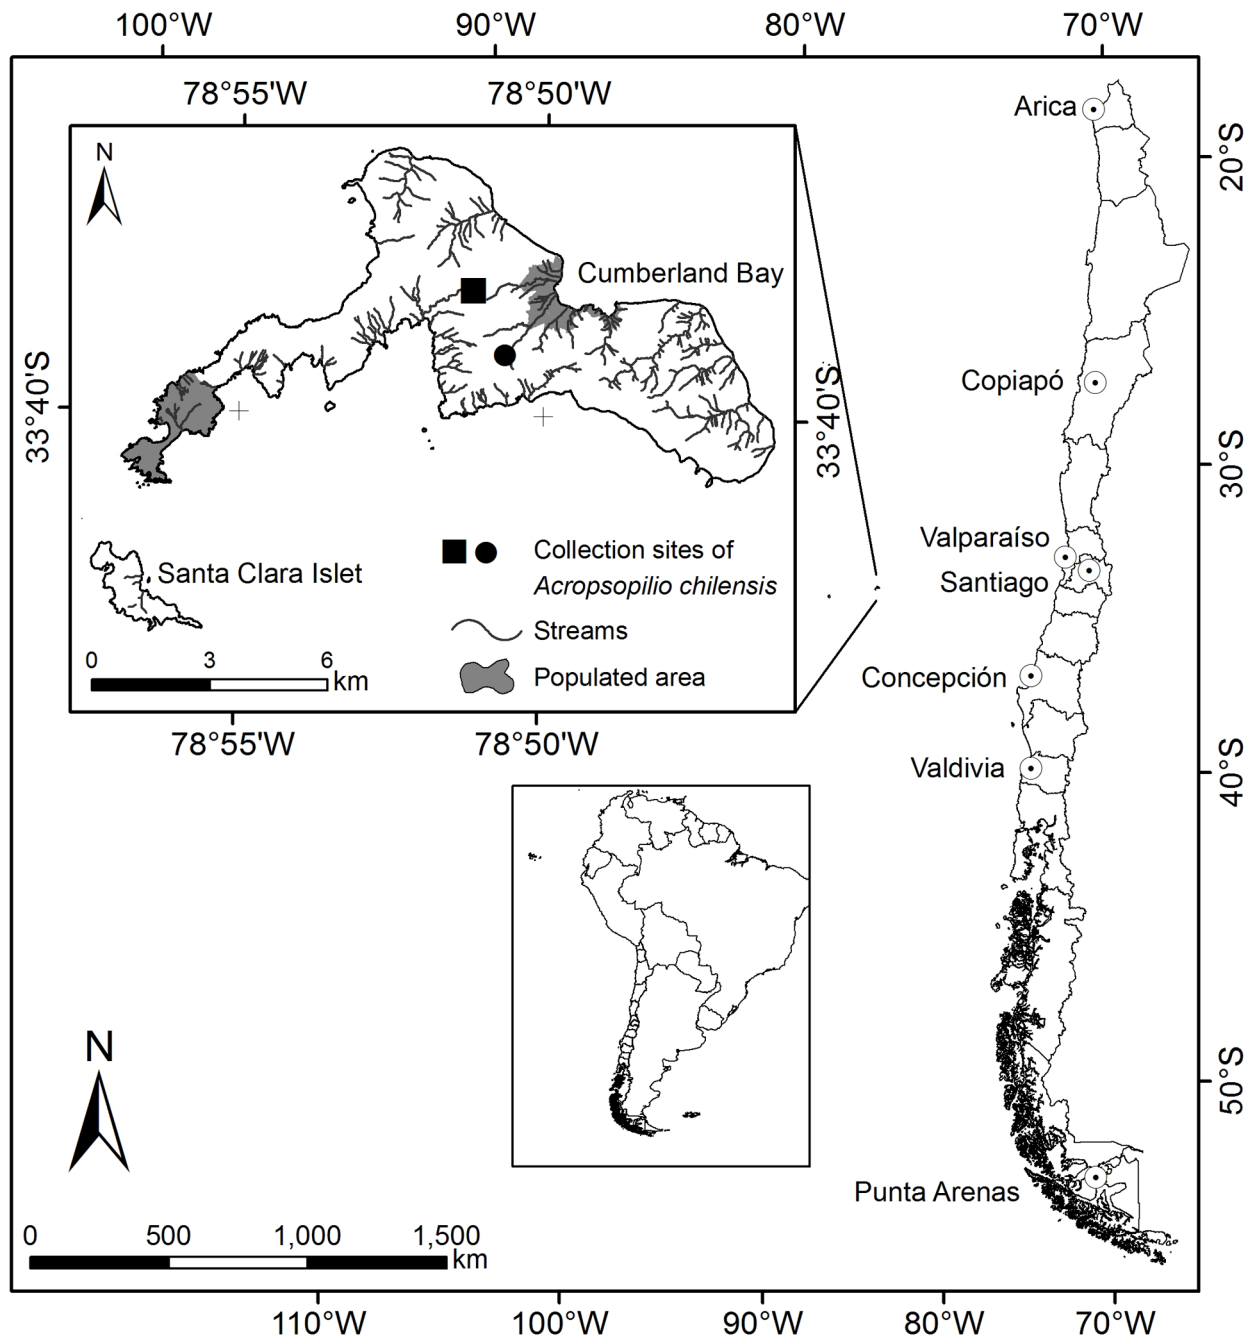 100°W 90°W 80°W 70°W
78°55'W 78°50'W
Arica
20°S
N
Cumberland Bay
33°40'S
33°40'S
Copiapó
30°S
Valparaíso
Santiago
Collection sites of
Acropsopilio chilensis
Santa Clara Islet
Streams
0 3 6
km
Populated area
Concepción
78°55'W 78°50'W
Valdivia
40°S
N
50°S
Punta Arenas
0 500 1,000 1,500
km
110°W 100°W 90°W 80°W 70°W